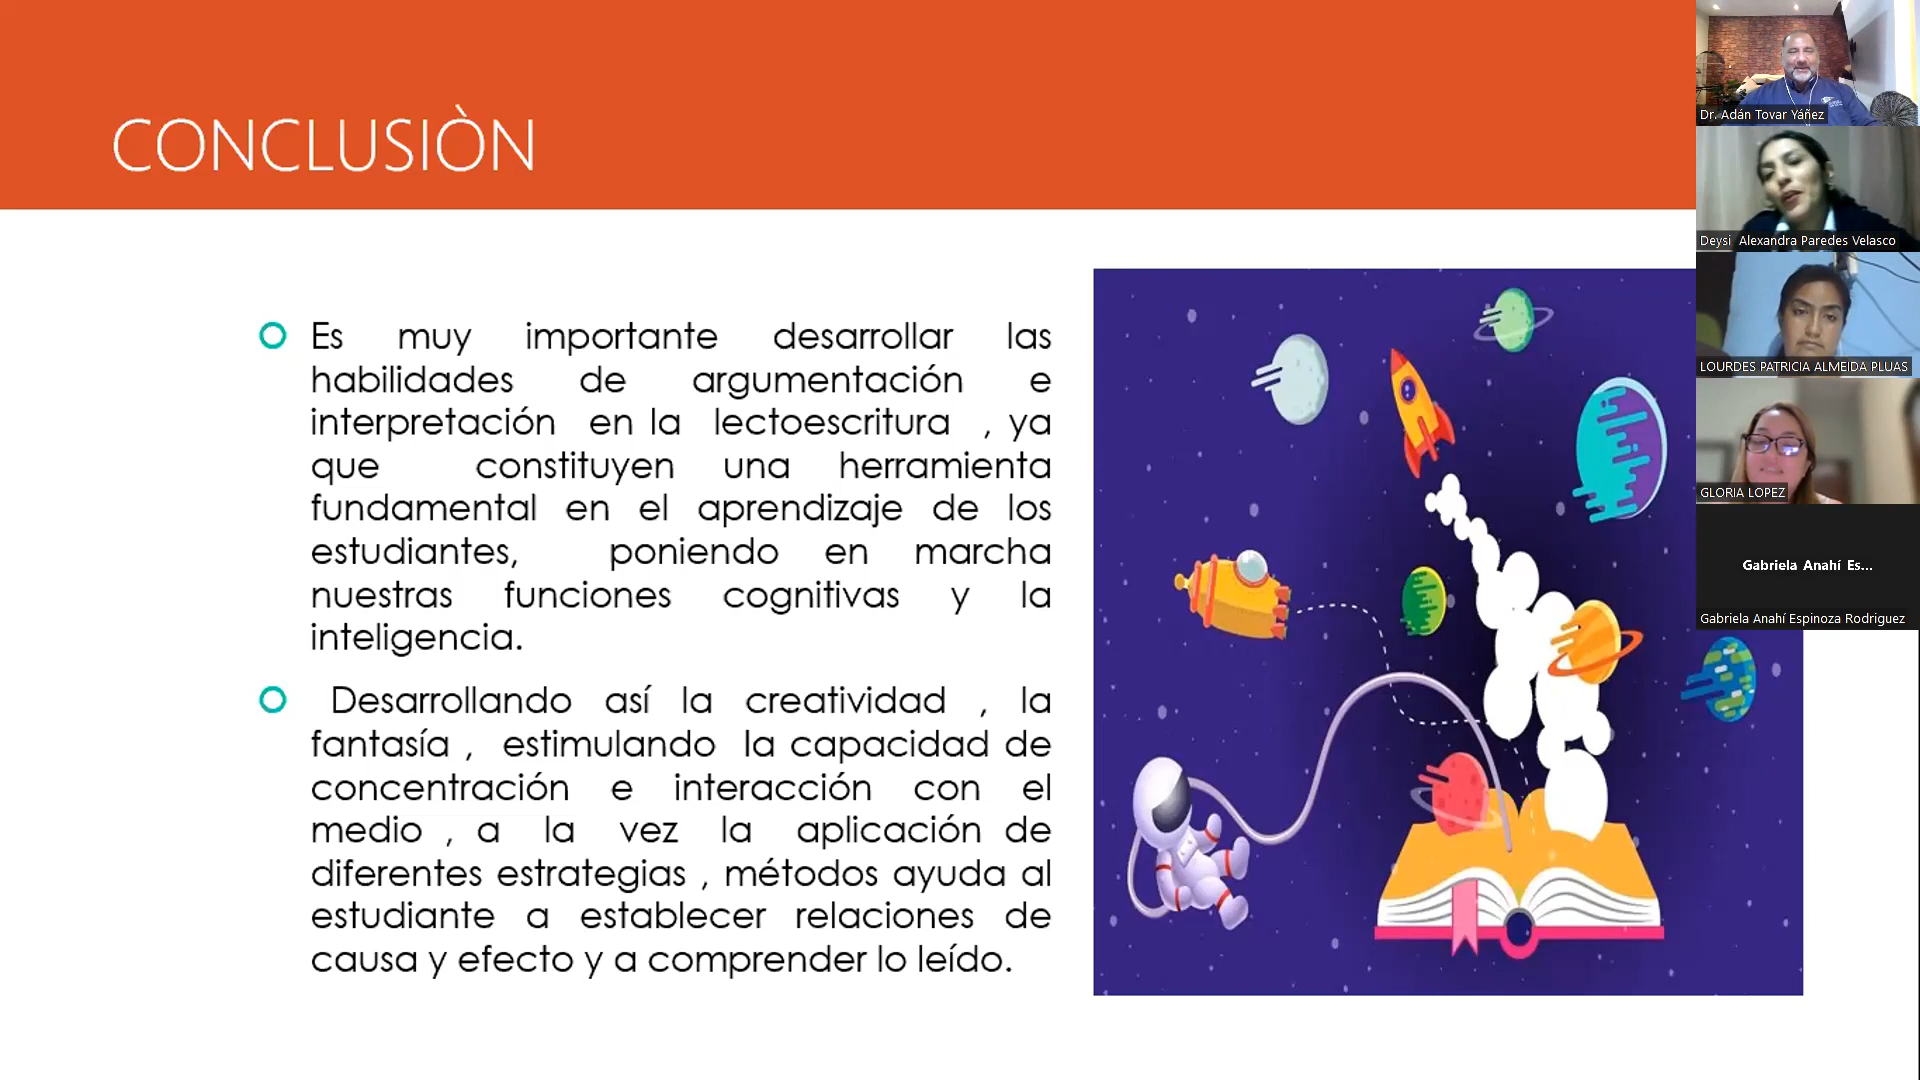 CONCLUSIÒN
Es muy importante desarrollar las
habilidades de argumentación e
interpretación en la lectoescritura , ya
que constituyen una herramienta
fundamental en el aprendizaje de los
estudiantes, poniendo en marcha
nuestras funciones cognitivas y la
inteligencia.
Desarrollando así la creatividad , la
fantasía , estimulando la capacidad de
concentración e interacción con el
medio , a la vez la aplicación de
diferentes estrategias , métodos ayuda al
estudiante a establecer relaciones de
causa y efecto y a comprender lo leído.
Dr. Adán Tovar Yáñez
Deysi Alexandra Paredes Velasco
LOURDES PATRICIA ALMEIDA PLUAS
GLORIA LOPEZ
Gabriela Anahí Es...
Gabriela Anahí Espinoza Rodriguez